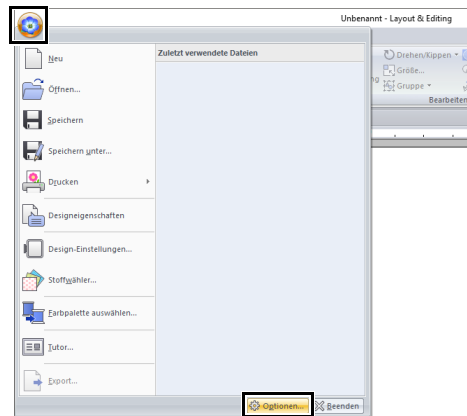 Unbenannt - Layout & Editing
Neu
Zuletzt verwendete Dateien
Öffnen...
Speichern
Speichern unter...
Drucken
Designeigenschaften
Design-Einstellungen...
Stoffwähler...
Farbpalette auswählen...
Tutor...
Export...
Optionen...
Beenden
Drehen/Kippen
Größe...
ng
Gruppe
Bearbeiten